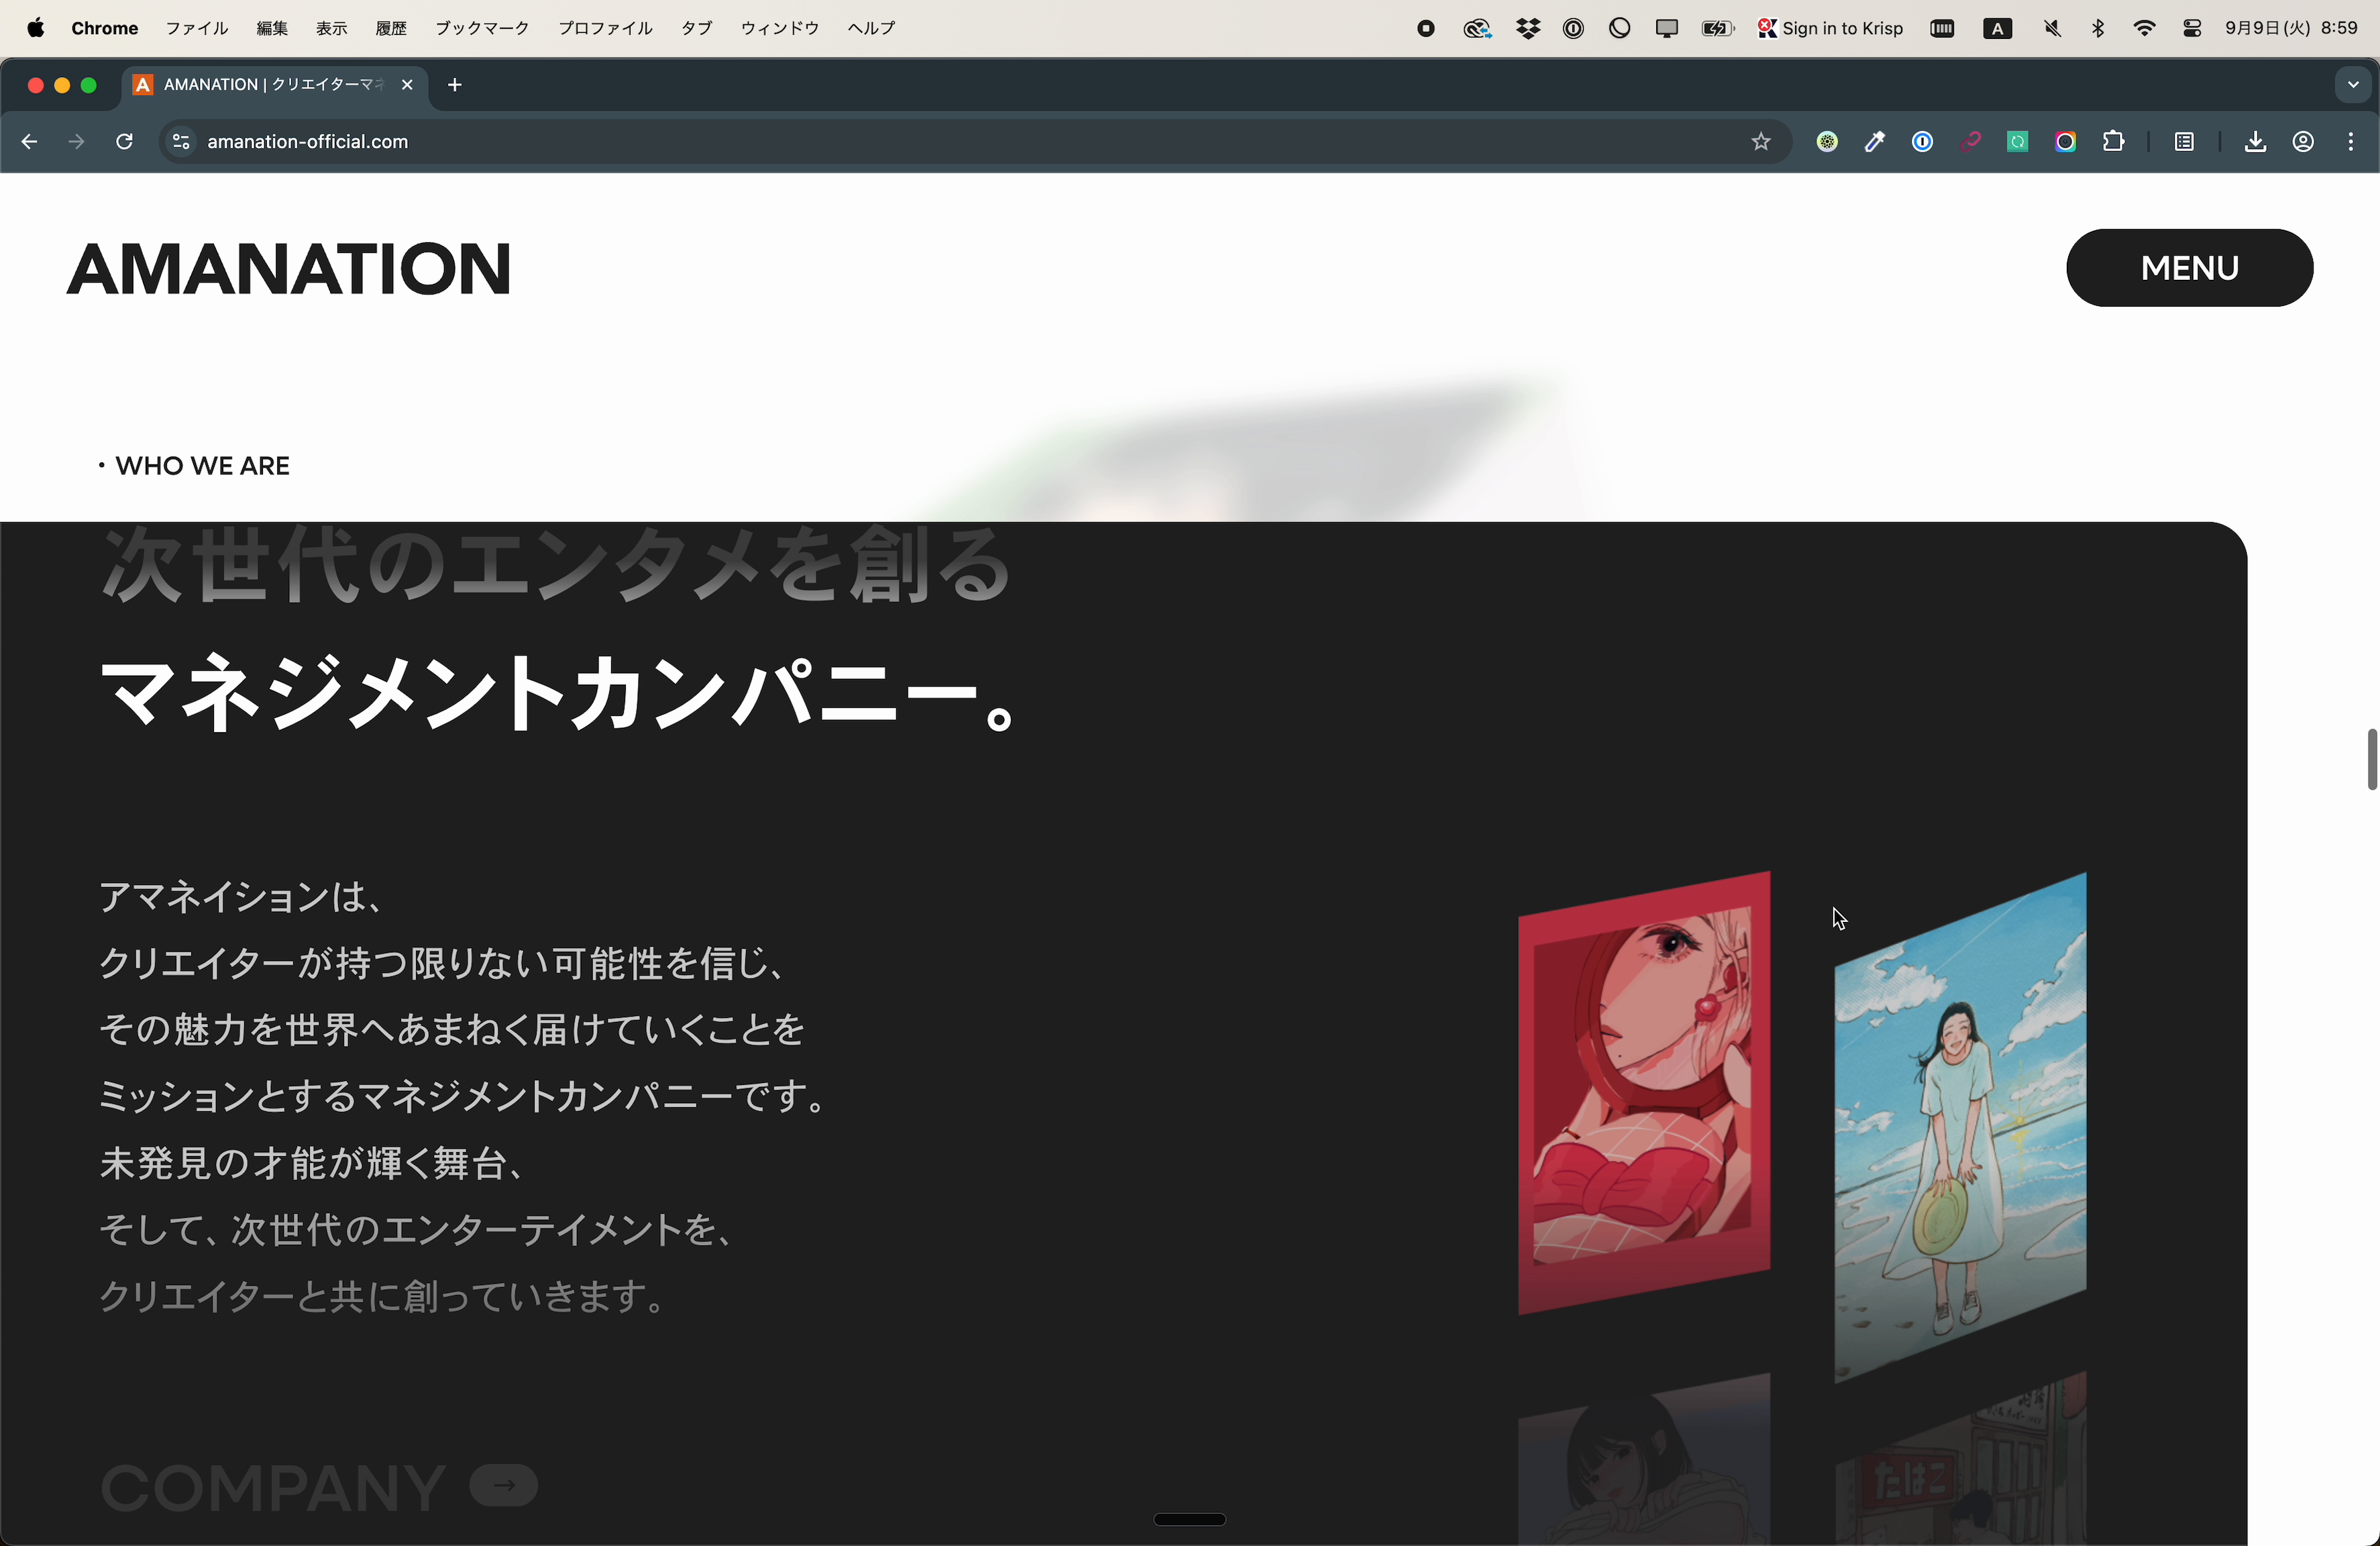 Chrome ファイル 編集 表示 履歴 ブックマーク プロファイル タブ ウィンドウ ヘルプ Sign in to Krisp A 9月9日(火) 8:59
AMANATION | クリエイターマネ
amanation-official.com
AMANATION
MENU
・WHO WE ARE
次世代のエンタメを創る
マネジメントカンパニー。
アマネイションは、
クリエイターが持つ限りない可能性を信じ、
その魅力を世界へあまねく届けていくことを
ミッションとするマネジメントカンパニーです。
未発見の才能が輝く舞台、
そして、次世代のエンターテイメントを、
クリエイターと共に創っていきます。
COMPANY →
たばこ